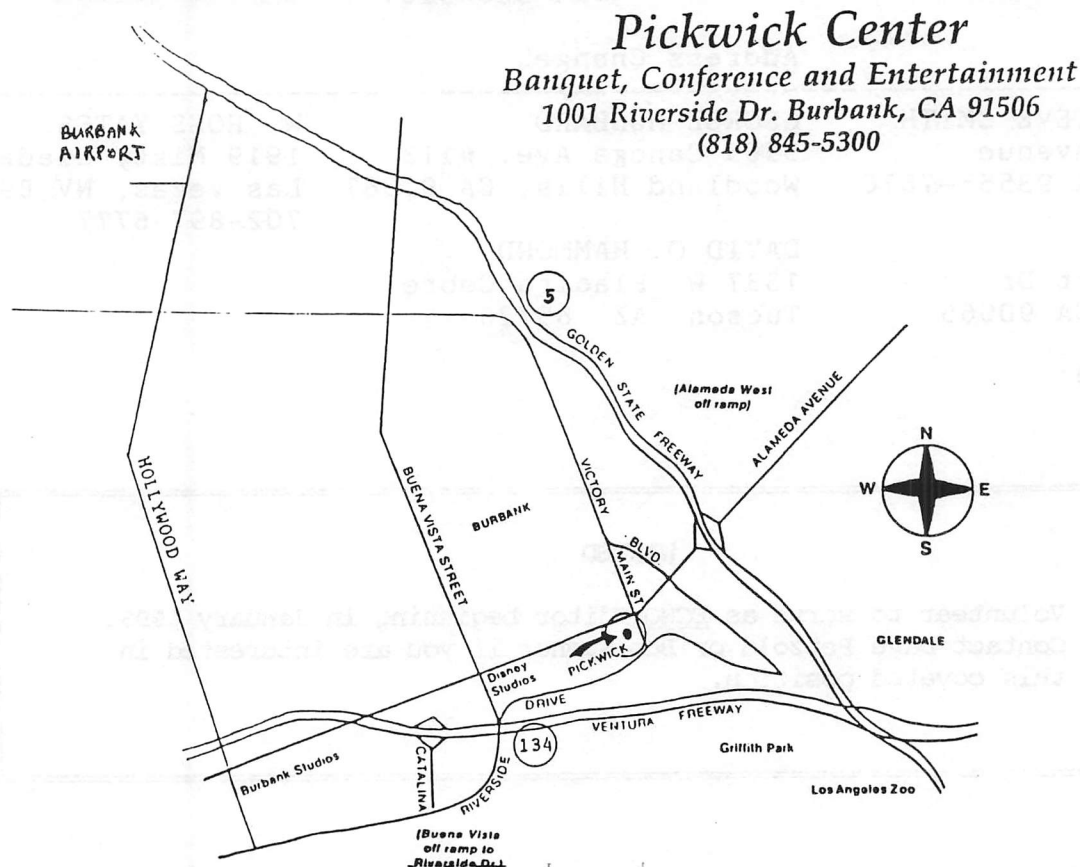 Pickwick Center
Banquet, Conference and Entertainment
1001 Riverside Dr. Burbank, CA 91506
(818) 845-5300
BURBANK
AIRPORT
5
GOLDEN STATE FREEWAY
(Alameda West
off ramp)
ALAMEDA AVENUE
N
W E
S
HOLLYWOOD WAY
BUENA VISTA STREET
BURBANK
VICTORY
BLVD
MAIN ST
GLENDALE
PICKWICK
Disney
Studios
DRIVE
VENTURA FREEWAY
134
Griffith Park
Burbank Studios
CATALINA
RIVERSIDE
Los Angeles Zoo
(Buena Vista
off ramp to
Riverside Dr.)